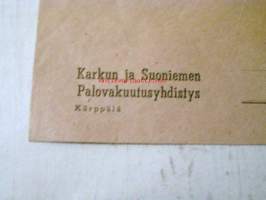 Karkun ja Suoniemen
Palovakuutusyhdistys
Kärppälä